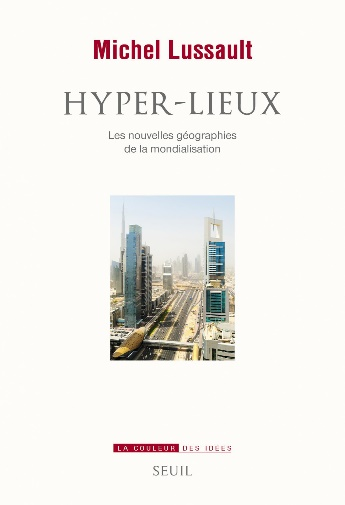 Michel Lussault
HYPER-LIEUX
Les nouvelles géographies
de la mondialisation
LA COULEUR DES IDÉES
SEUIL